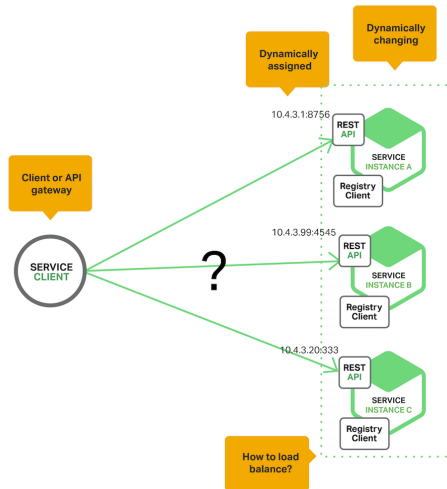 Dynamically
changing
Dynamically
assigned
10.4.3.1:8756
REST
API
SERVICE
INSTANCE A
Registry
Client
Client or API
gateway
10.4.3.99:4545
REST
API
SERVICE
CLIENT
?
SERVICE
INSTANCE B
Registry
Client
10.4.3.20:333
REST
API
SERVICE
INSTANCE C
Registry
Client
How to load
balance?